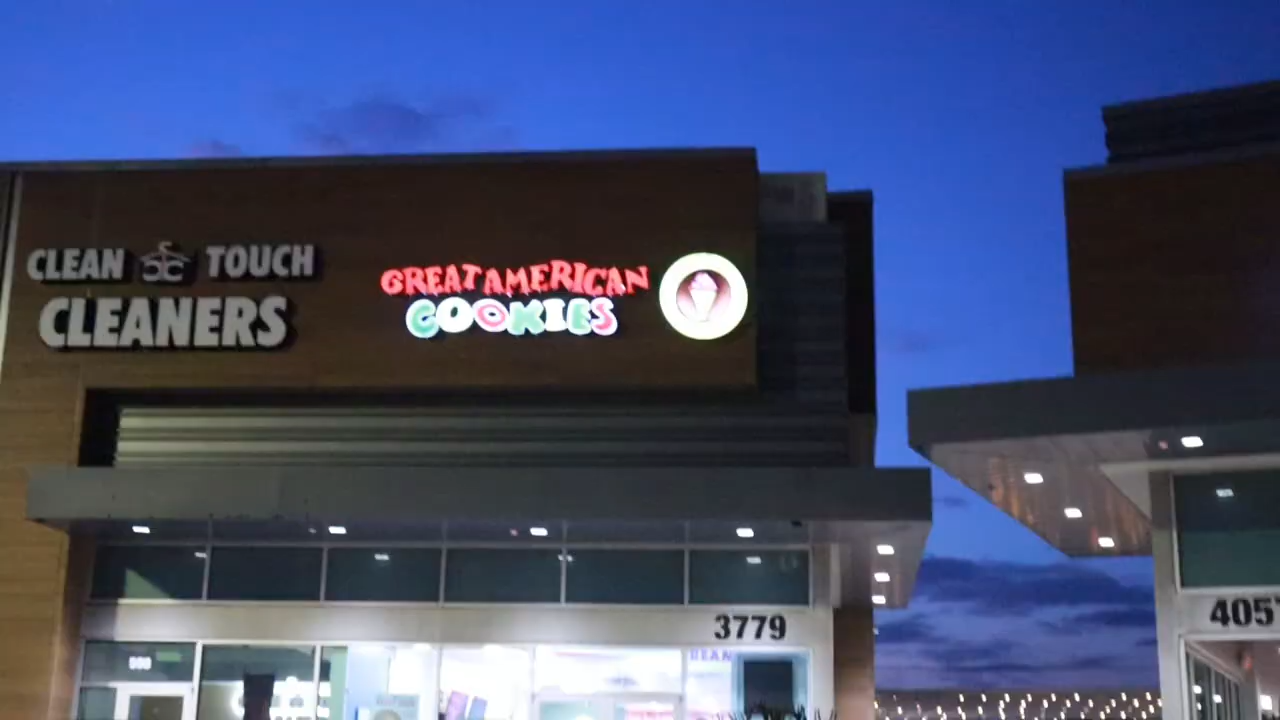 CLEAN TOUCH
CLEANERS
GREAT AMERICAN
COOKIES
3779
405